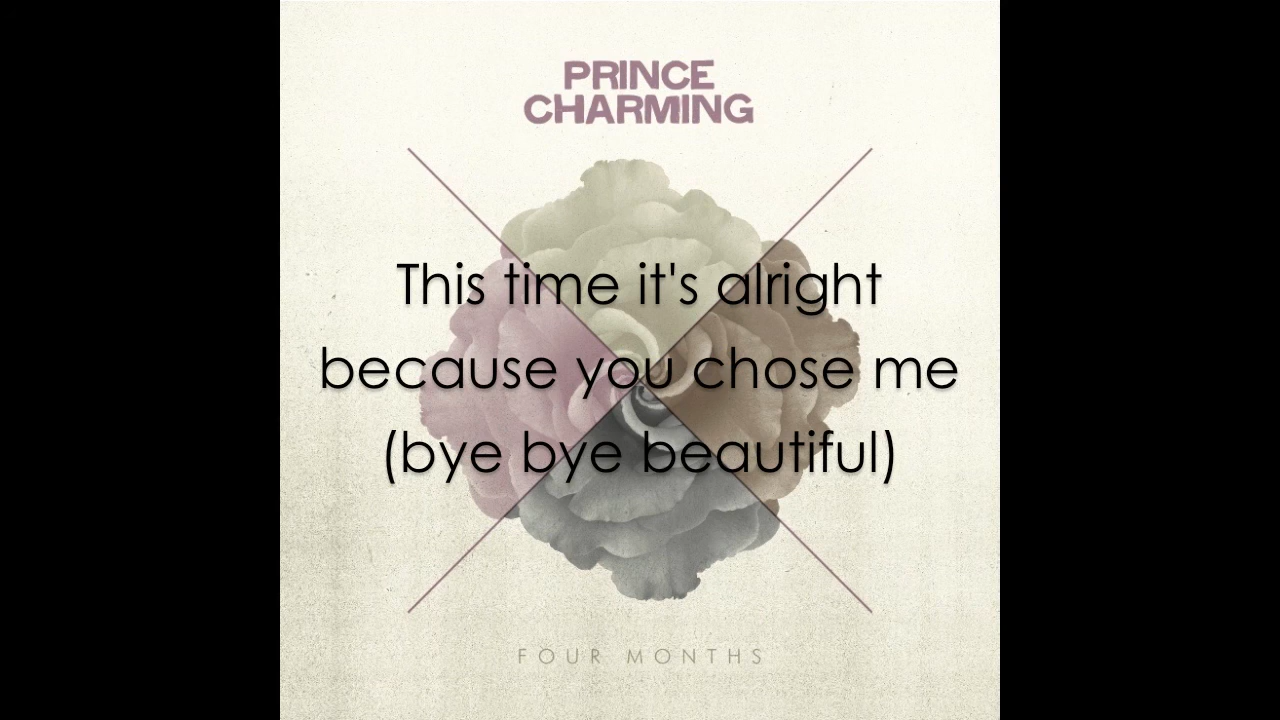 PRINCE
CHARMING
This time it's alright
because you chose me
(bye bye beautiful)
FOUR MONTHS